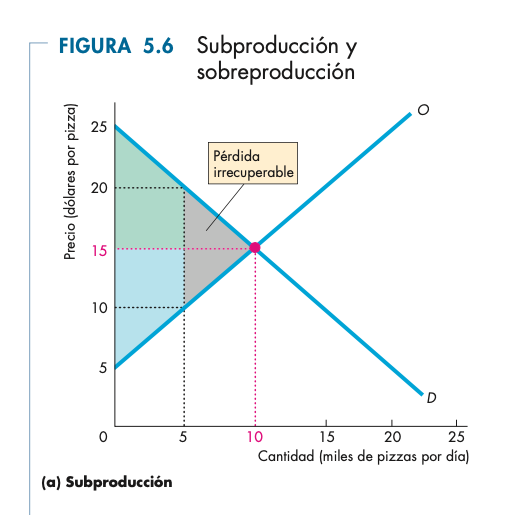 FIGURA 5.6 Subproducción y
sobreproducción
Precio (dólares por pizza)
25
20
15
10
5
0
Pérdida
irrecuperable
O
D
5
10
15
20
25
Cantidad (miles de pizzas por día)
(a) Subproducción